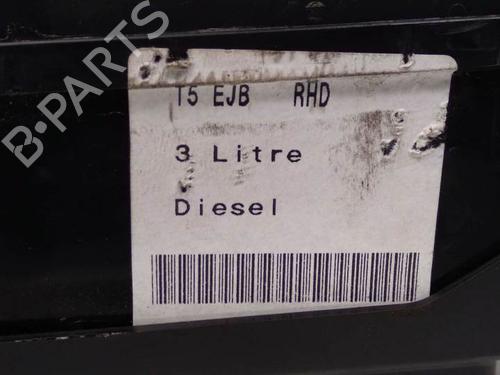 B-PARTS
T5 EJB RHD
3 Litre
Diesel